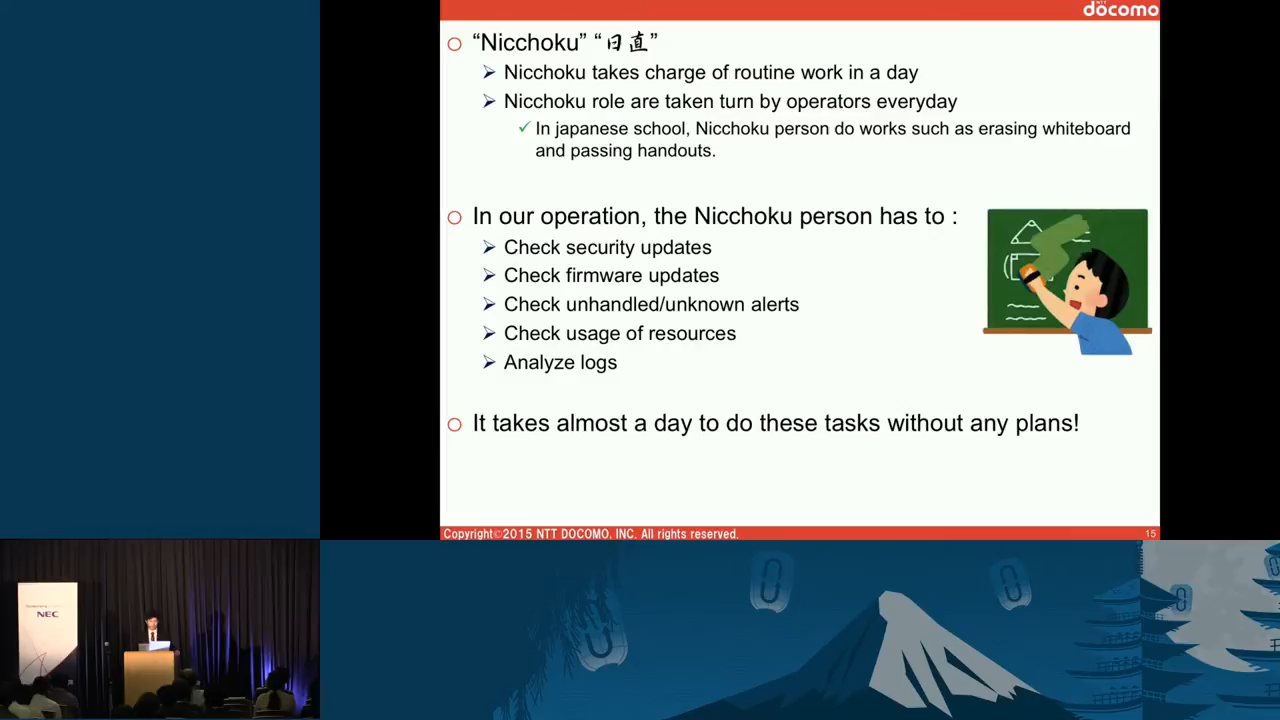 NTT
döcomo
“Nicchoku” “日直”
Nicchoku takes charge of routine work in a day
Nicchoku role are taken turn by operators everyday
In japanese school, Nicchoku person do works such as erasing whiteboard
and passing handouts.
In our operation, the Nicchoku person has to :
Check security updates
Check firmware updates
Check unhandled/unknown alerts
Check usage of resources
Analyze logs
It takes almost a day to do these tasks without any plans!
Copyright©2015 NTT DOCOMO, INC. All rights reserved.
15
NEC